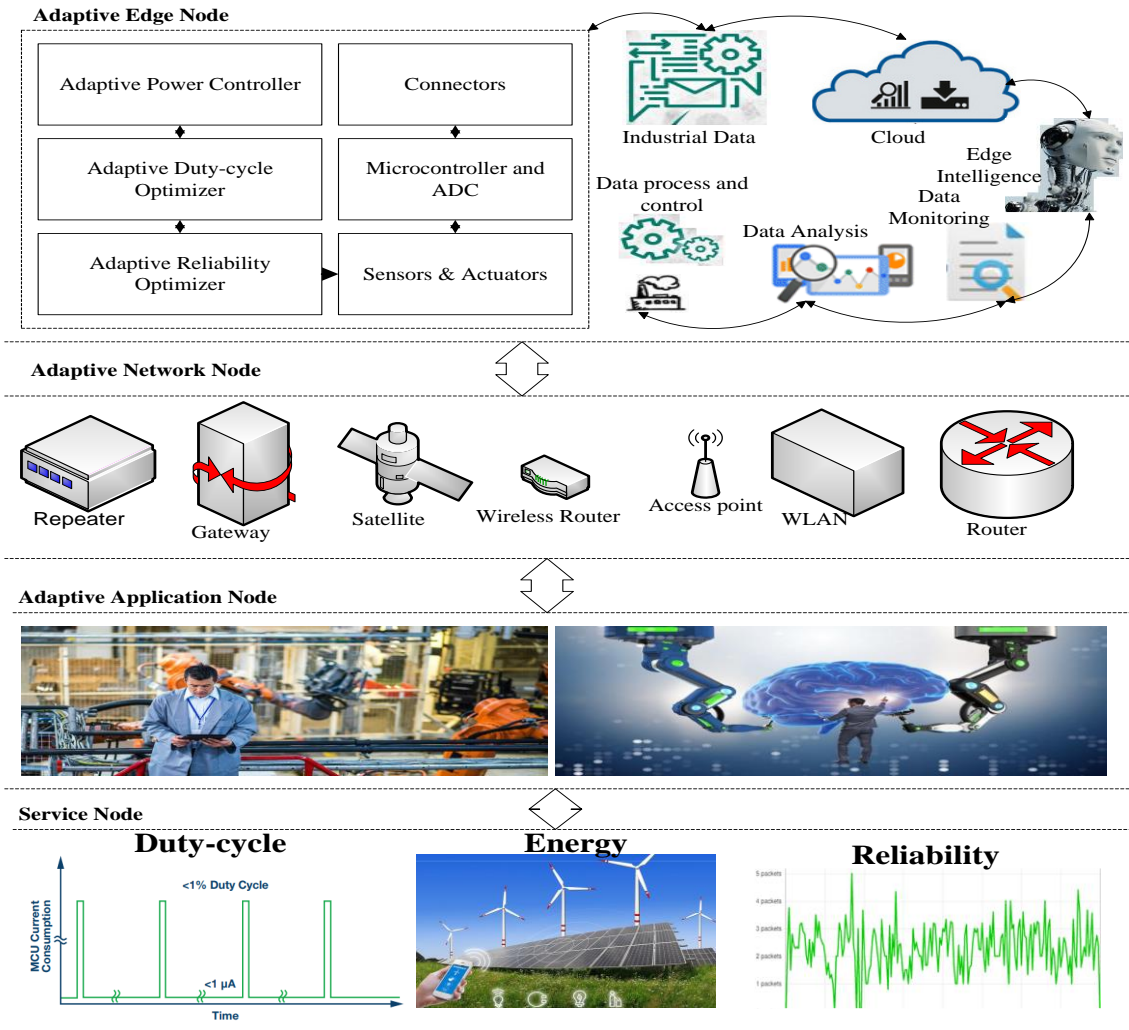 Adaptive Edge Node
Adaptive Power Controller
Connectors
Adaptive Duty-cycle
Optimizer
Microcontroller and
ADC
Adaptive Reliability
Optimizer
Sensors & Actuators
Industrial Data
Cloud
Edge
Intelligence
Data process and
control
Data
Monitoring
Data Analysis
Adaptive Network Node
Repeater
Gateway
Satellite
Wireless Router
Access point
WLAN
Router
Adaptive Application Node
Service Node
Duty-cycle
Energy
Reliability
MCU Current
Consumption
<1% Duty Cycle
<1 µA
Time
5 packets
4 packets
3 packets
2 packets
1 packets